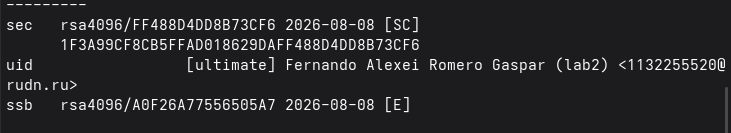 ---------
sec   rsa4096/FF488D4DD8B73CF6 2026-08-08 [SC]
      1F3A99CF8CB5FFAD018629DAFF488D4DD8B73CF6
uid                 [ultimate] Fernando Alexei Romero Gaspar (lab2) <1132255520@
rudn.ru>
ssb   rsa4096/A0F26A77556505A7 2026-08-08 [E]